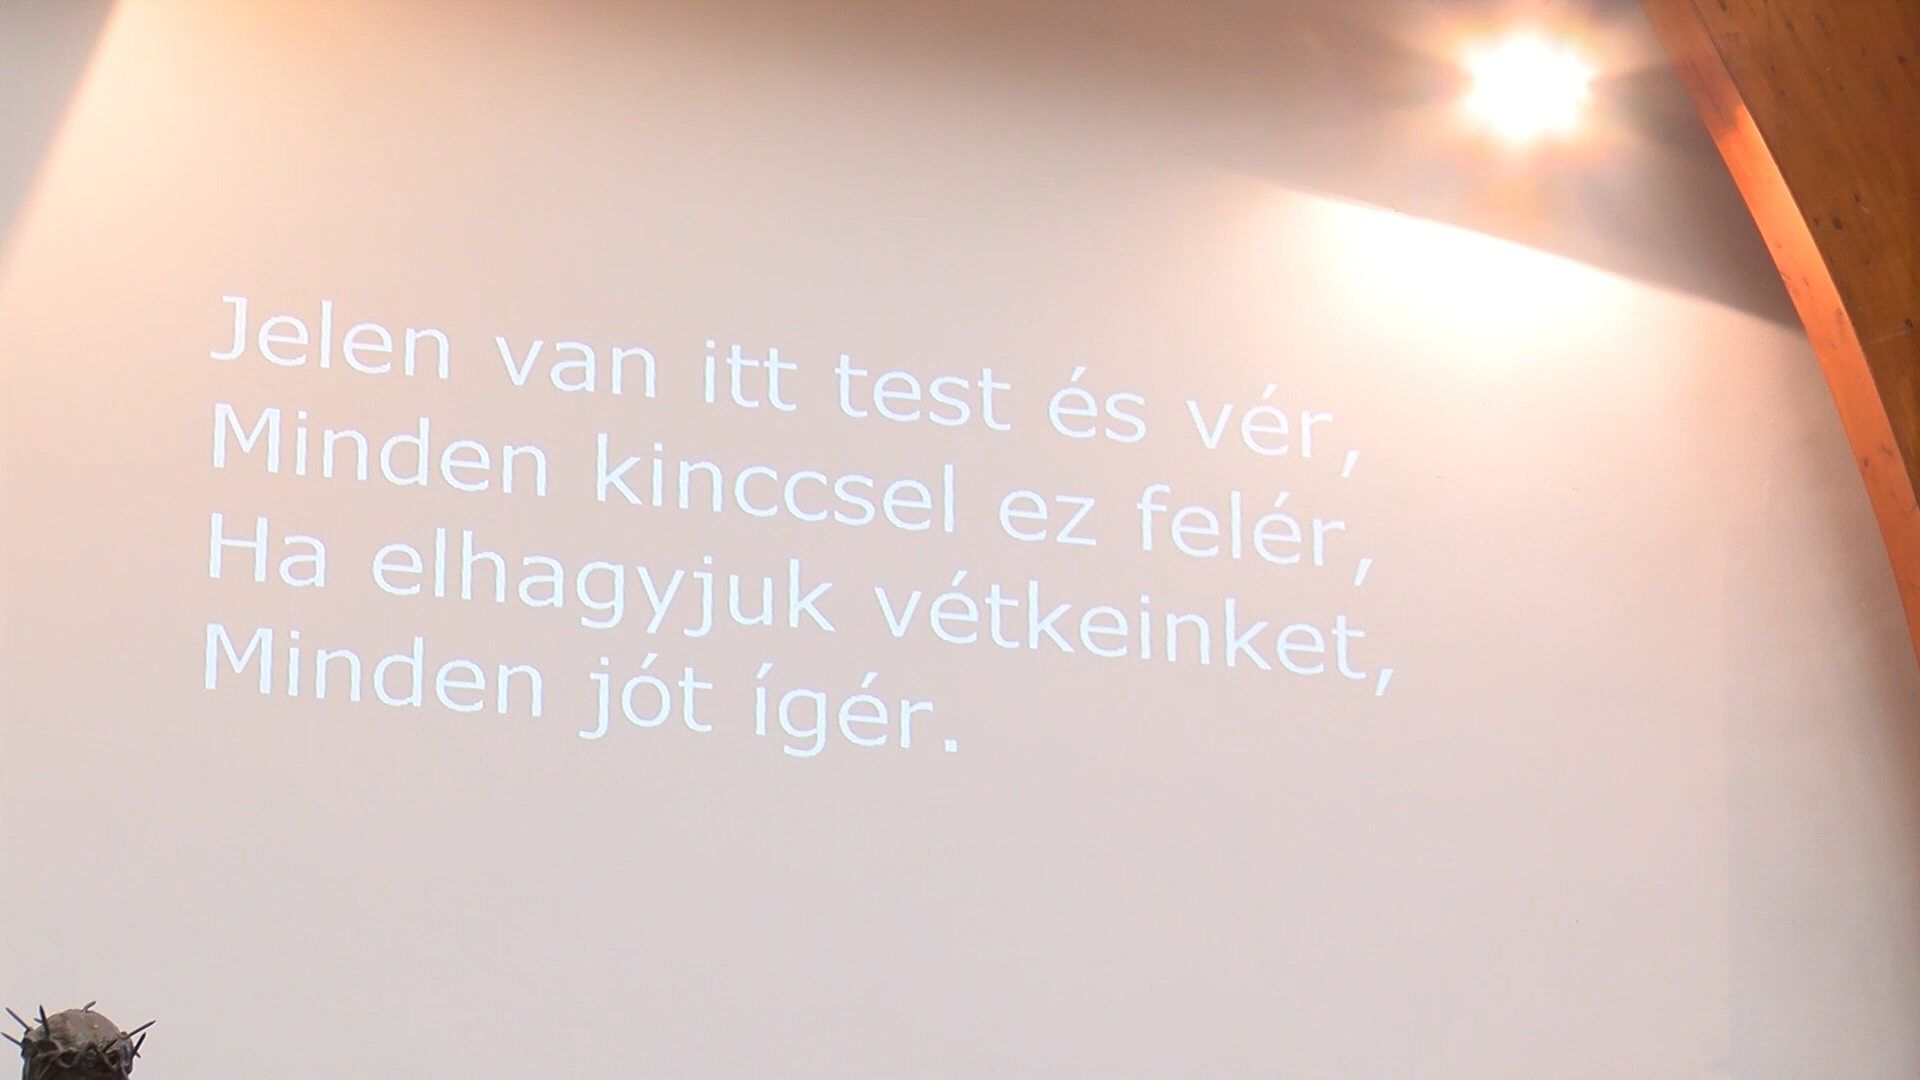 Jelen van itt test és vér,
Minden kinccsel ez felér,
Ha elhagyjuk vétkeinket,
Minden jót ígér.